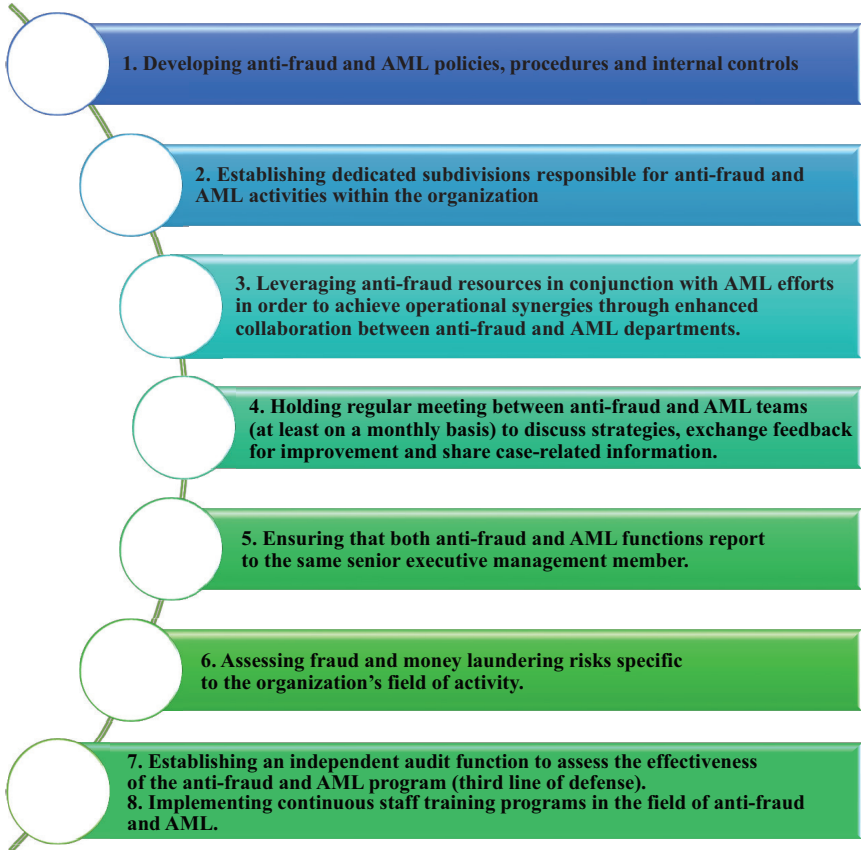 1. Developing anti-fraud and AML policies, procedures and internal controls
2. Establishing dedicated subdivisions responsible for anti-fraud and
AML activities within the organization
3. Leveraging anti-fraud resources in conjunction with AML efforts
in order to achieve operational synergies through enhanced
collaboration between anti-fraud and AML departments.
4. Holding regular meeting between anti-fraud and AML teams
(at least on a monthly basis) to discuss strategies, exchange feedback
for improvement and share case-related information.
5. Ensuring that both anti-fraud and AML functions report
to the same senior executive management member.
6. Assessing fraud and money laundering risks specific
to the organization’s field of activity.
7. Establishing an independent audit function to assess the effectiveness
of the anti-fraud and AML program (third line of defense).
8. Implementing continuous staff training programs in the field of anti-fraud
and AML.